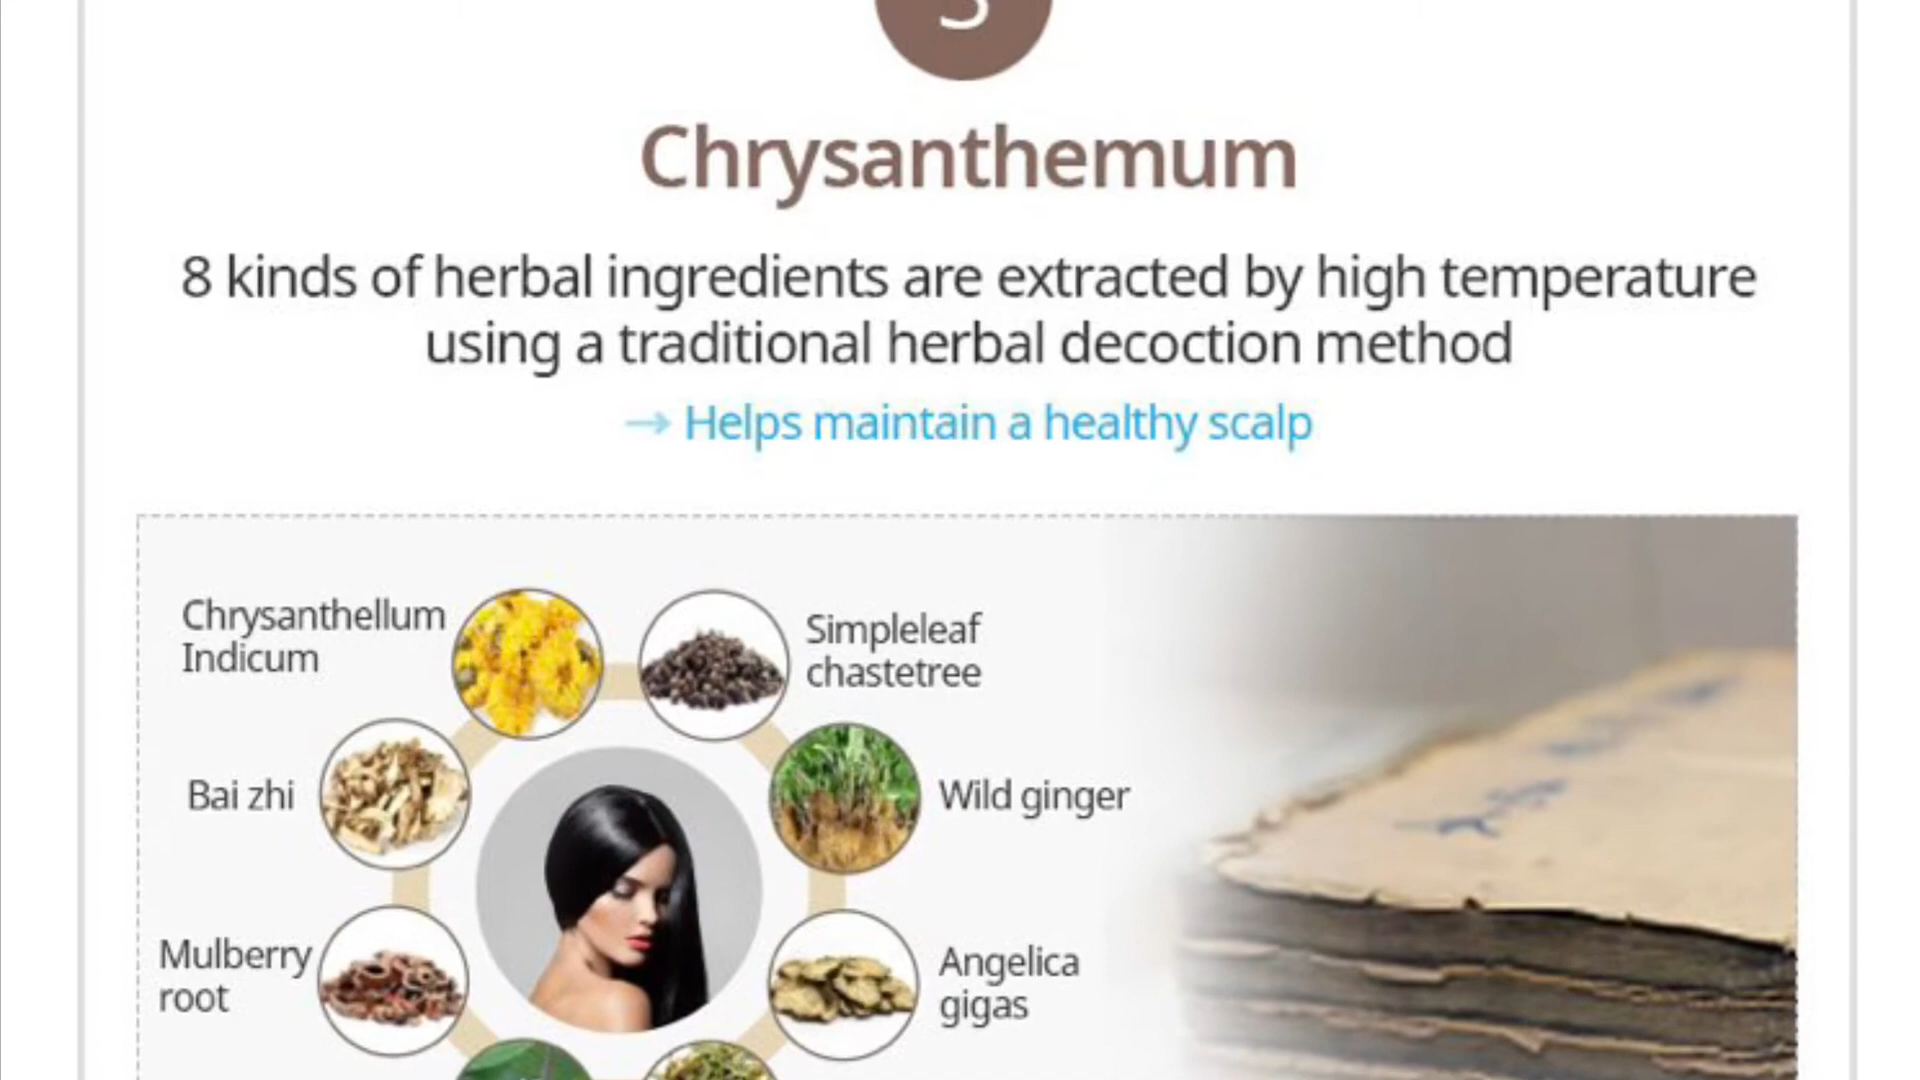 Chrysanthemum
8 kinds of herbal ingredients are extracted by high temperature
using a traditional herbal decoction method
→ Helps maintain a healthy scalp
Chrysanthellum
Indicum
Simpleleaf
chastetree
Bai zhi
Wild ginger
Mulberry
root
Angelica
gigas